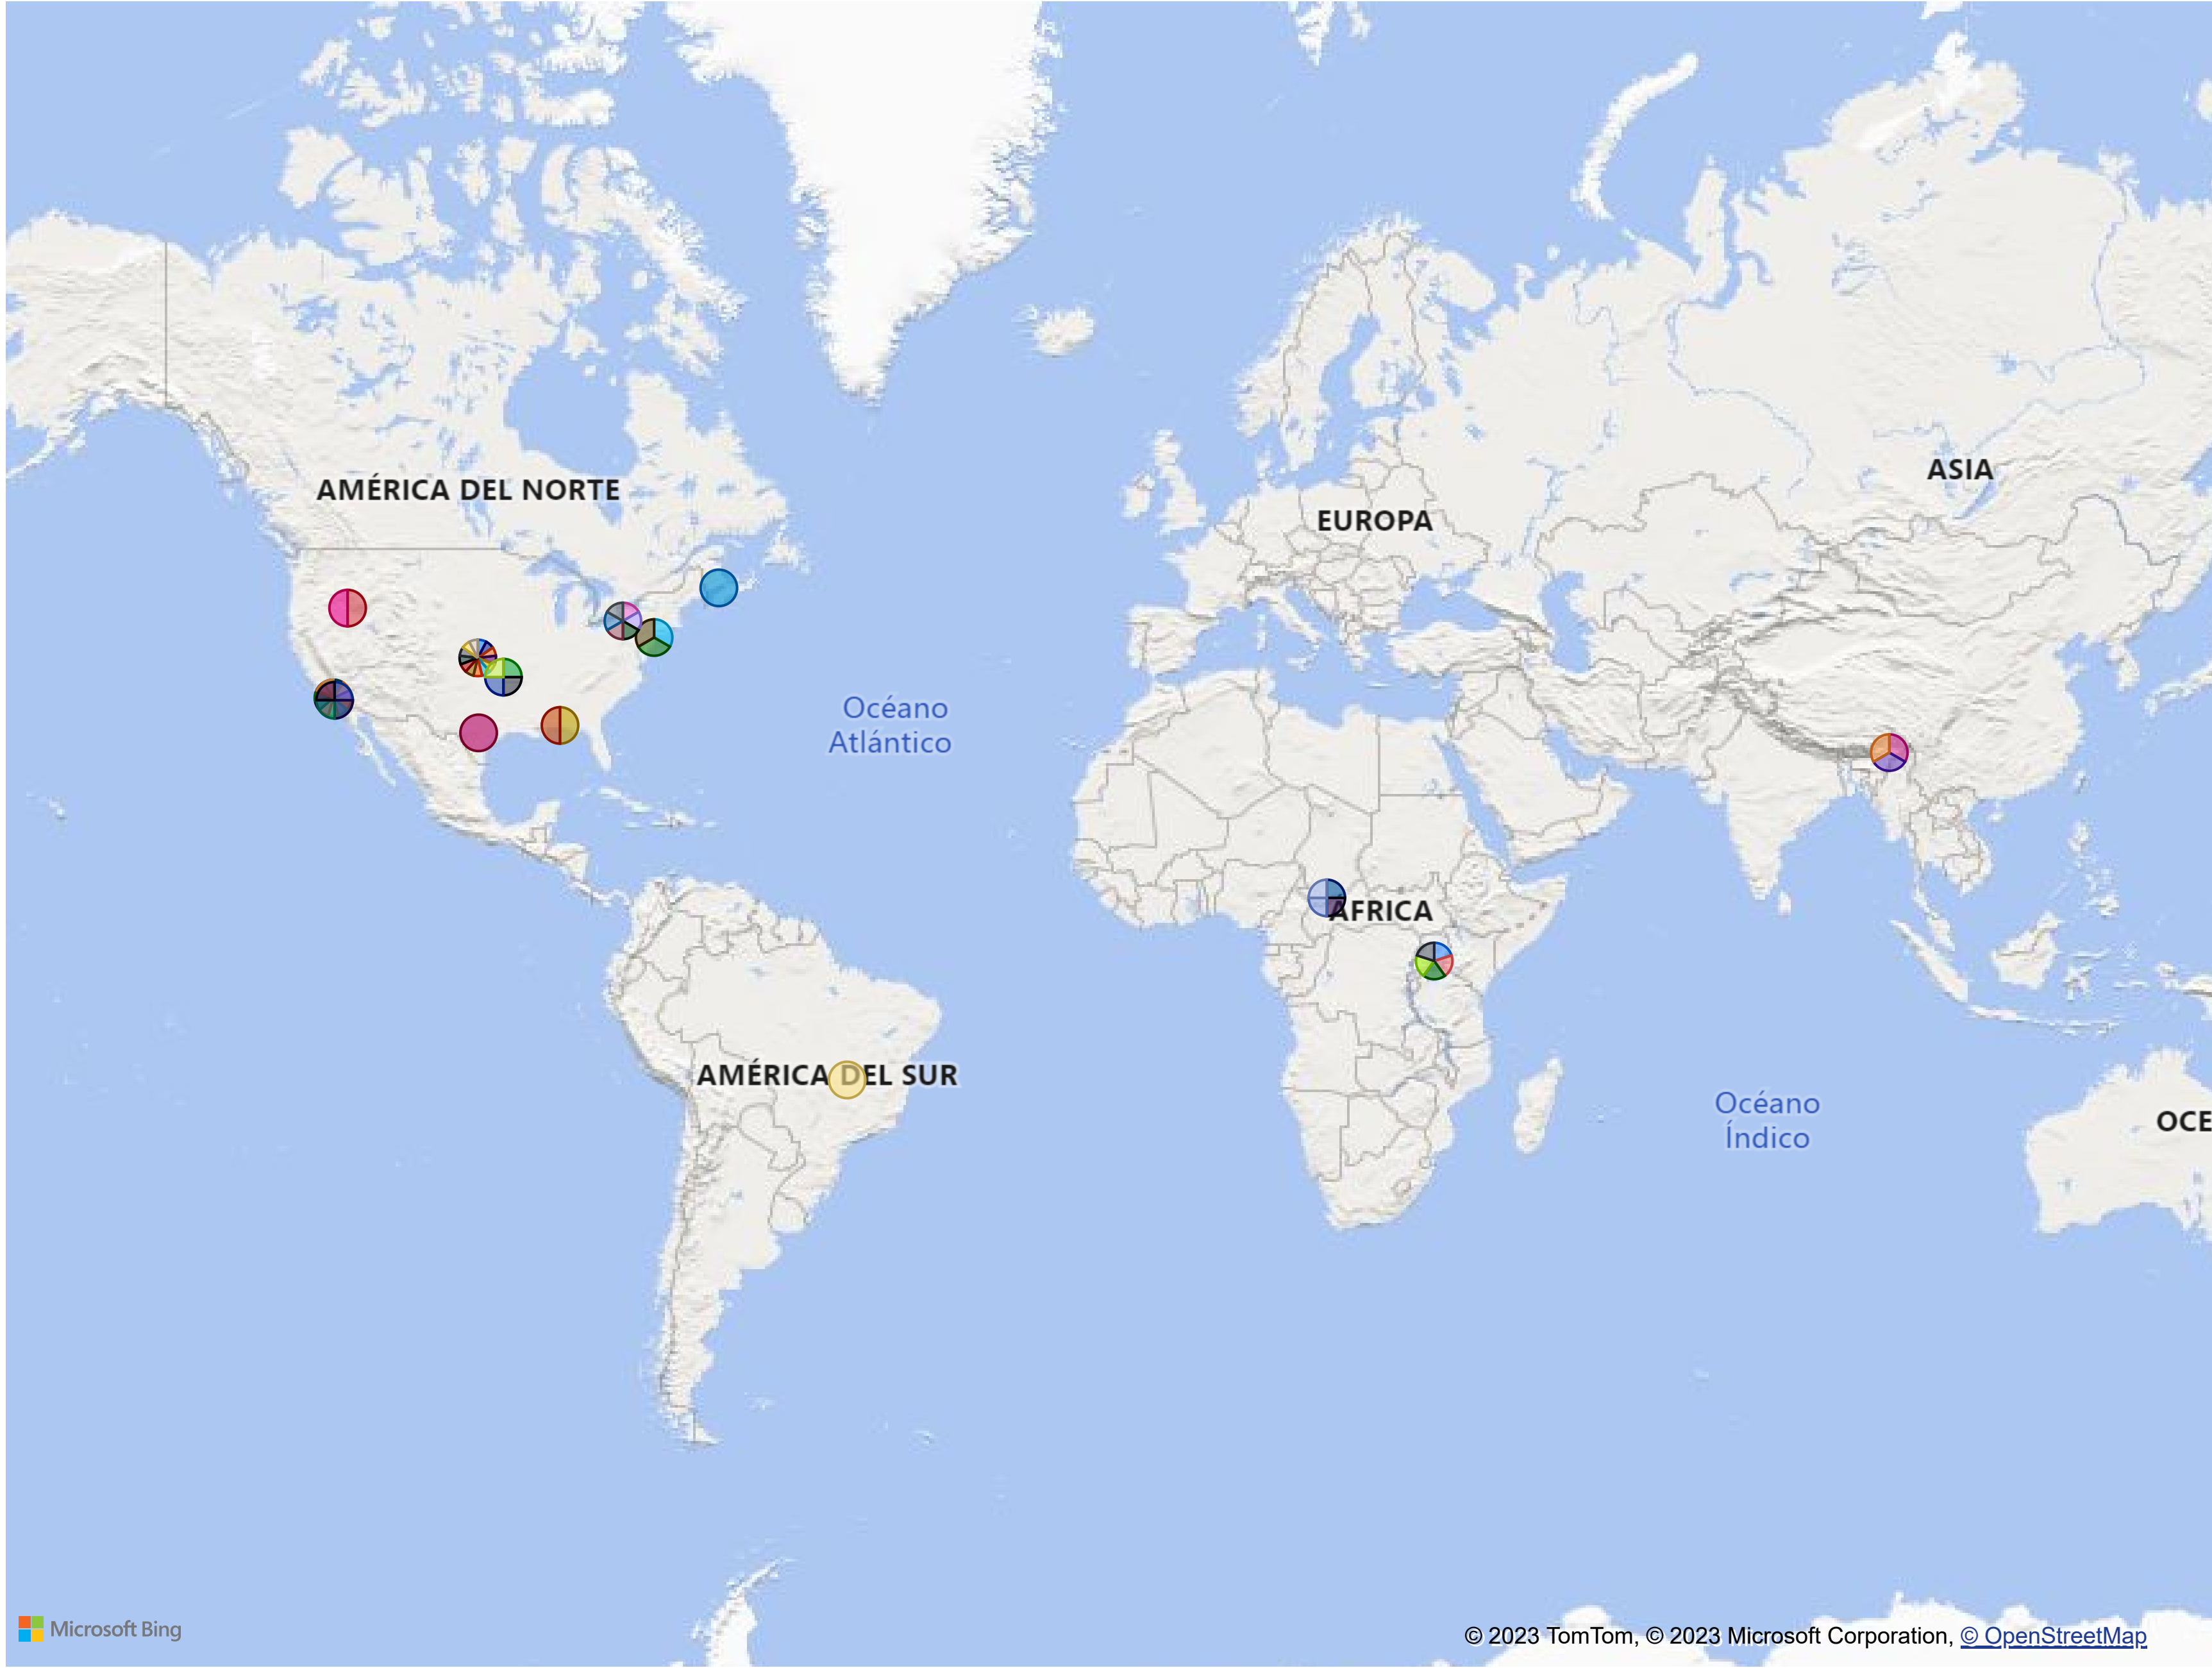 AMÉRICA DEL NORTE
ASIA
EUROPA
Océano
Atlántico
ÁFRICA
AMÉRICA DEL SUR
Océano
Índico
OCE
Microsoft Bing
© 2023 TomTom, © 2023 Microsoft Corporation, © OpenStreetMap